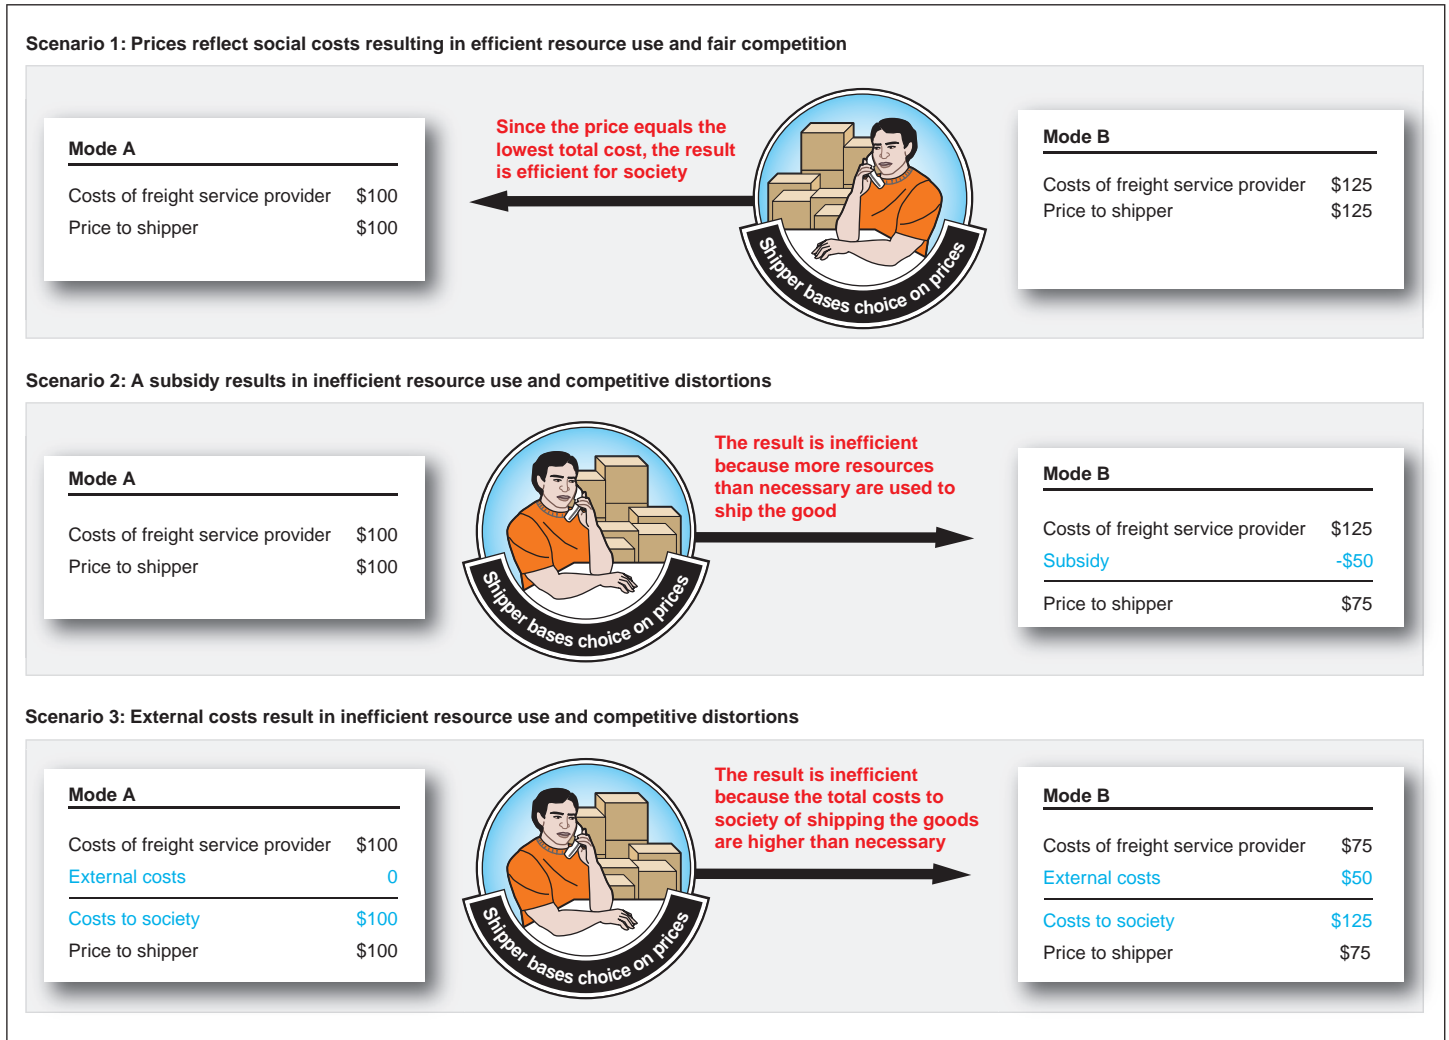 Scenario 1: Prices reflect social costs resulting in efficient resource use and fair competition
Mode A
Costs of freight service provider $100
Price to shipper $100
Since the price equals the
lowest total cost, the result
is efficient for society
Shipper bases choice on prices
Mode B
Costs of freight service provider $125
Price to shipper $125
Scenario 2: A subsidy results in inefficient resource use and competitive distortions
Mode A
Costs of freight service provider $100
Price to shipper $100
Shipper bases choice on prices
The result is inefficient
because more resources
than necessary are used to
ship the good
Mode B
Costs of freight service provider $125
Subsidy -$50
Price to shipper $75
Scenario 3: External costs result in inefficient resource use and competitive distortions
Mode A
Costs of freight service provider $100
External costs 0
Costs to society $100
Price to shipper $100
Shipper bases choice on prices
The result is inefficient
because the total costs to
society of shipping the goods
are higher than necessary
Mode B
Costs of freight service provider $75
External costs $50
Costs to society $125
Price to shipper $75